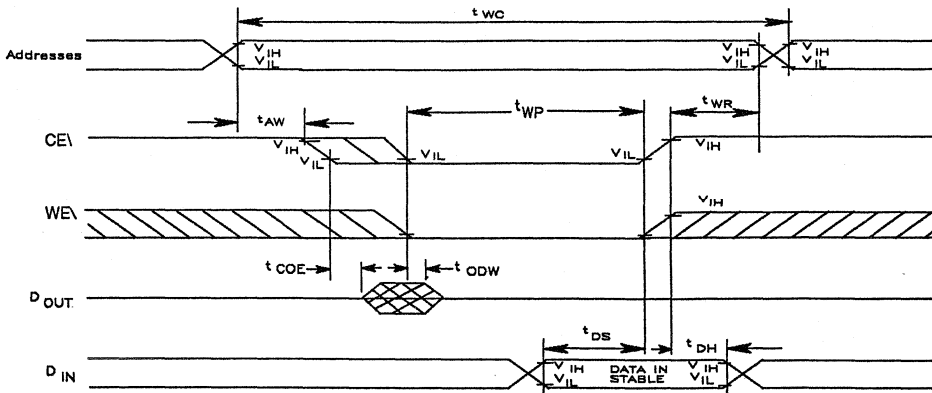 t WC
Addresses
V IH
V IL
V IH
V IL
V IH
V IL
t AW
t WP
t WR
CE\
V IH
V IL
V IL
V IL
V IH
WE\
V IH
t COE
t ODW
D OUT
t DS
t DH
D IN
V IH
V IL
DATA IN
STABLE
V IH
V IL